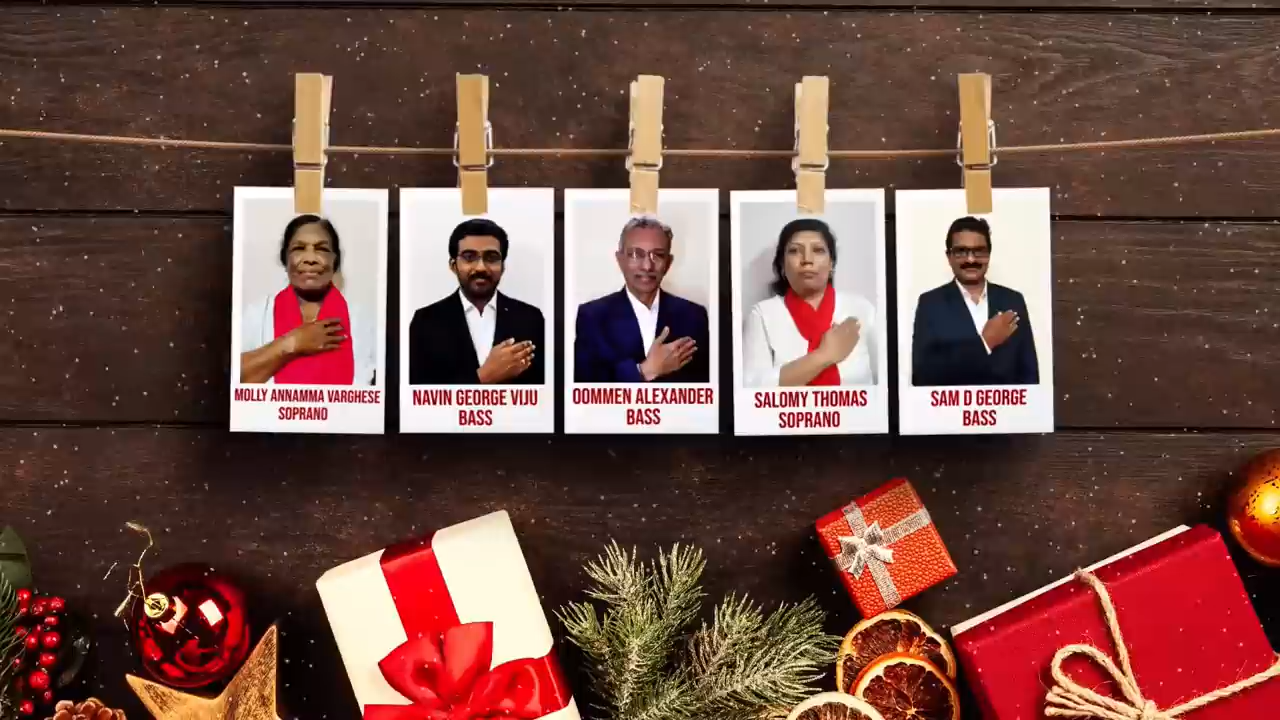 MOLLY ANNAMMA VARGHESE
SOPRANO
NAVIN GEORGE VIJU
BASS
OOMMEN ALEXANDER
BASS
SALOMY THOMAS
SOPRANO
SAM D GEORGE
BASS